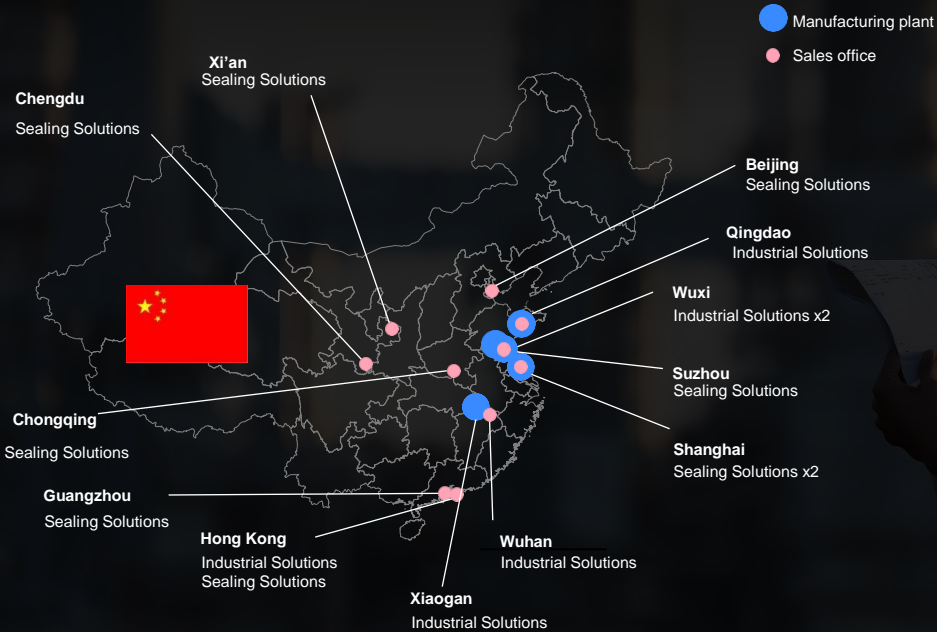 Manufacturing plant
Sales office
Xi’an
Sealing Solutions
Chengdu
Sealing Solutions
Beijing
Sealing Solutions
Qingdao
Industrial Solutions
Wuxi
Industrial Solutions x2
Suzhou
Sealing Solutions
Shanghai
Sealing Solutions x2
Chongqing
Sealing Solutions
Guangzhou
Sealing Solutions
Hong Kong
Industrial Solutions
Sealing Solutions
Wuhan
Industrial Solutions
Xiaogan
Industrial Solutions